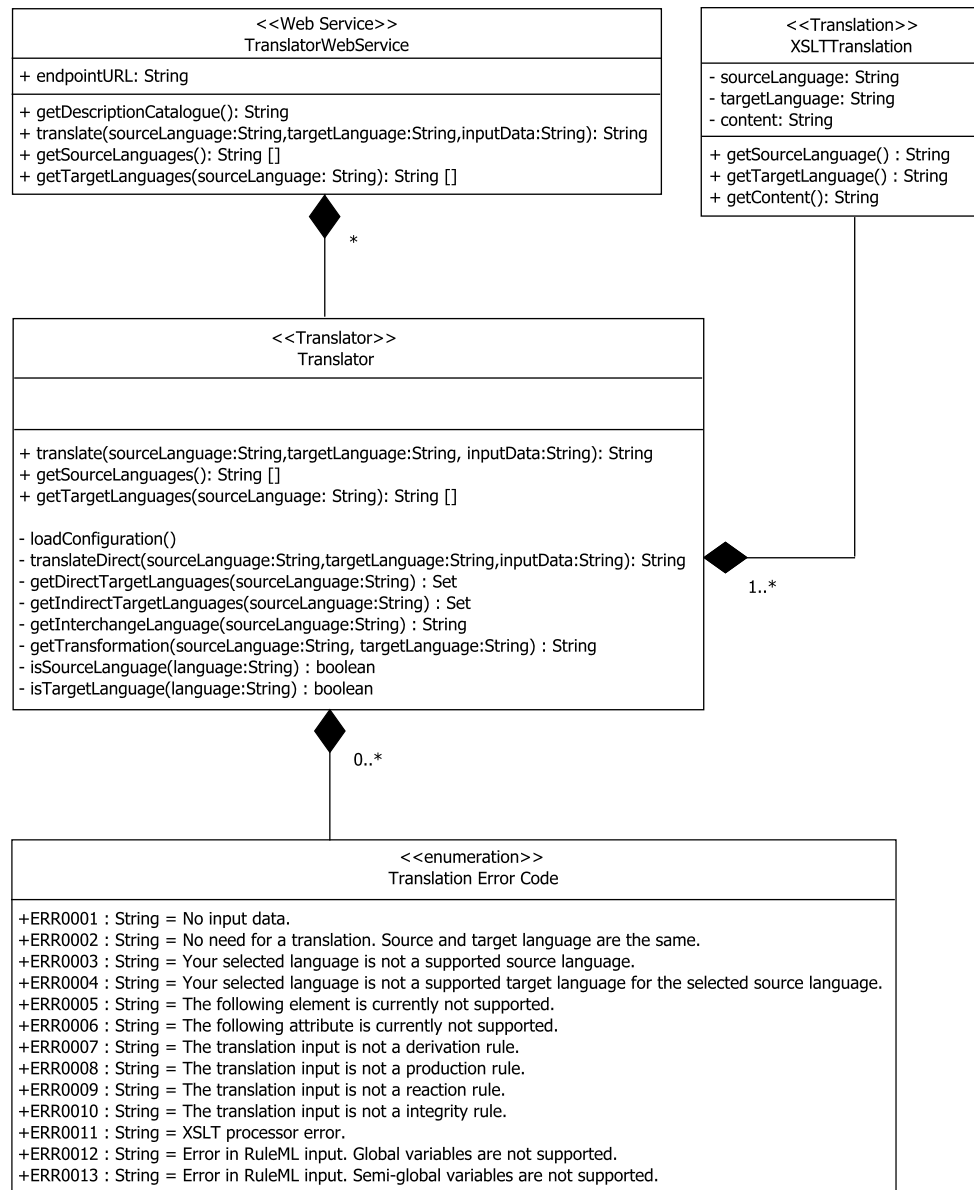 <<Web Service>>
TranslatorWebService
+ endpointURL: String
+ getDescriptionCatalogue(): String
+ translate(sourceLanguage:String,targetLanguage:String,inputData:String): String
+ getSourceLanguages(): String []
+ getTargetLanguages(sourceLanguage: String): String []
*
<<Translation>>
XSLTTranslation
- sourceLanguage: String
- targetLanguage: String
- content: String
+ getSourceLanguage() : String
+ getTargetLanguage() : String
+ getContent(): String
<<Translator>>
Translator
+ translate(sourceLanguage:String,targetLanguage:String, inputData:String): String
+ getSourceLanguages(): String []
+ getTargetLanguages(sourceLanguage: String): String []
- loadConfiguration()
- translateDirect(sourceLanguage:String,targetLanguage:String,inputData:String): String
- getDirectTargetLanguages(sourceLanguage:String) : Set
- getIndirectTargetLanguages(sourceLanguage:String) : Set
- getInterchangeLanguage(sourceLanguage:String) : String
- getTransformation(sourceLanguage:String, targetLanguage:String) : String
- isSourceLanguage(language:String) : boolean
- isTargetLanguage(language:String) : boolean
1..*
0..*
<<enumeration>>
Translation Error Code
+ERR0001 : String = No input data.
+ERR0002 : String = No need for a translation. Source and target language are the same.
+ERR0003 : String = Your selected language is not a supported source language.
+ERR0004 : String = Your selected language is not a supported target language for the selected source language.
+ERR0005 : String = The following element is currently not supported.
+ERR0006 : String = The following attribute is currently not supported.
+ERR0007 : String = The translation input is not a derivation rule.
+ERR0008 : String = The translation input is not a production rule.
+ERR0009 : String = The translation input is not a reaction rule.
+ERR0010 : String = The translation input is not a integrity rule.
+ERR0011 : String = XSLT processor error.
+ERR0012 : String = Error in RuleML input. Global variables are not supported.
+ERR0013 : String = Error in RuleML input. Semi-global variables are not supported.